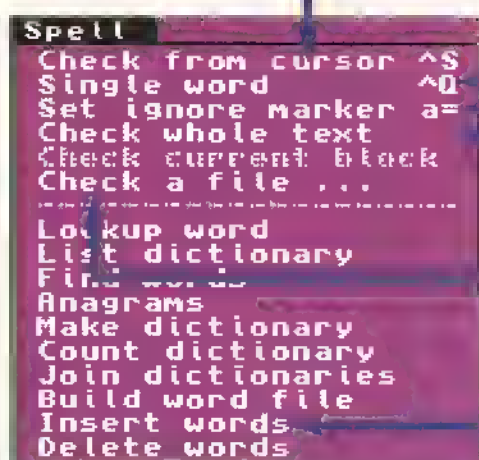 Spell
Check from cursor ^S
Single word ^Q
Set ignore marker a=
Check whole text
Check current block
Check a file ...
Lookup word
List dictionary
Find words
Anagrams
Make dictionary
Count dictionary
Join dictionaries
Build word file
Insert words
Delete words